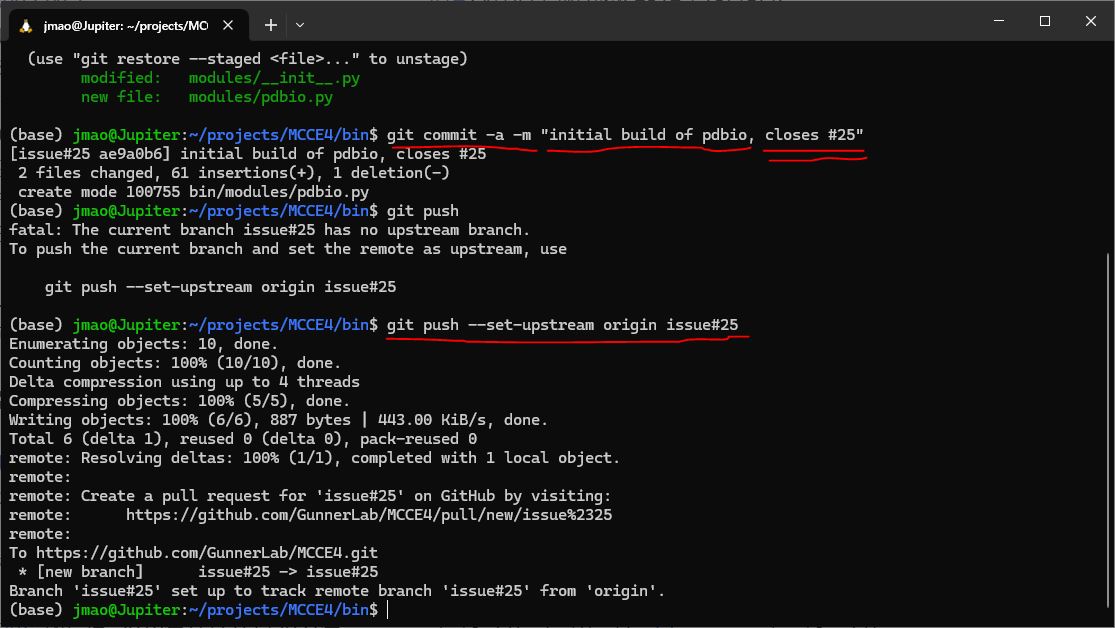 jmao@Jupiter: ~/projects/MCC
(use "git restore --staged <file>..." to unstage)
modified:   modules/__init__.py
new file:   modules/pdbio.py
(base) jmao@Jupiter:~/projects/MCCE4/bin$ git commit -a -m "initial build of pdbio, closes #25"
[issue#25 ae9a0b6] initial build of pdbio, closes #25
2 files changed, 61 insertions(+), 1 deletion(-)
create mode 100755 bin/modules/pdbio.py
(base) jmao@Jupiter:~/projects/MCCE4/bin$ git push
fatal: The current branch issue#25 has no upstream branch.
To push the current branch and set the remote as upstream, use
git push --set-upstream origin issue#25
(base) jmao@Jupiter:~/projects/MCCE4/bin$ git push --set-upstream origin issue#25
Enumerating objects: 10, done.
Counting objects: 100% (10/10), done.
Delta compression using up to 4 threads
Compressing objects: 100% (5/5), done.
Writing objects: 100% (6/6), 887 bytes | 443.00 KiB/s, done.
Total 6 (delta 1), reused 0 (delta 0), pack-reused 0
remote: Resolving deltas: 100% (1/1), completed with 1 local object.
remote:
remote: Create a pull request for 'issue#25' on GitHub by visiting:
remote:      https://github.com/GunnerLab/MCCE4/pull/new/issue%2325
remote:
To https://github.com/GunnerLab/MCCE4.git
* [new branch]      issue#25 -> issue#25
Branch 'issue#25' set up to track remote branch 'issue#25' from 'origin'.
(base) jmao@Jupiter:~/projects/MCCE4/bin$